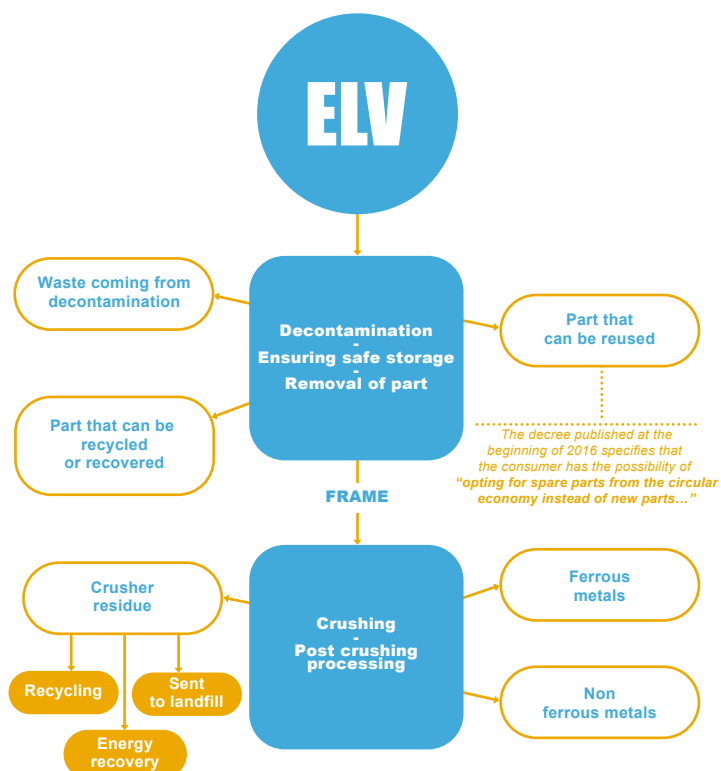 ELV
Waste coming from
decontamination
Decontamination
-
Ensuring safe storage
-
Removal of part
Part that
can be reused
Part that can be
recycled
or recovered
The decree published at the
beginning of 2016 specifies that
the consumer has the possibility of
“opting for spare parts from the circular
economy instead of new parts…”
FRAME
Crusher
residue
Crushing
-
Post crushing
processing
Ferrous
metals
Recycling
Sent
to landfill
Energy
recovery
Non
ferrous metals